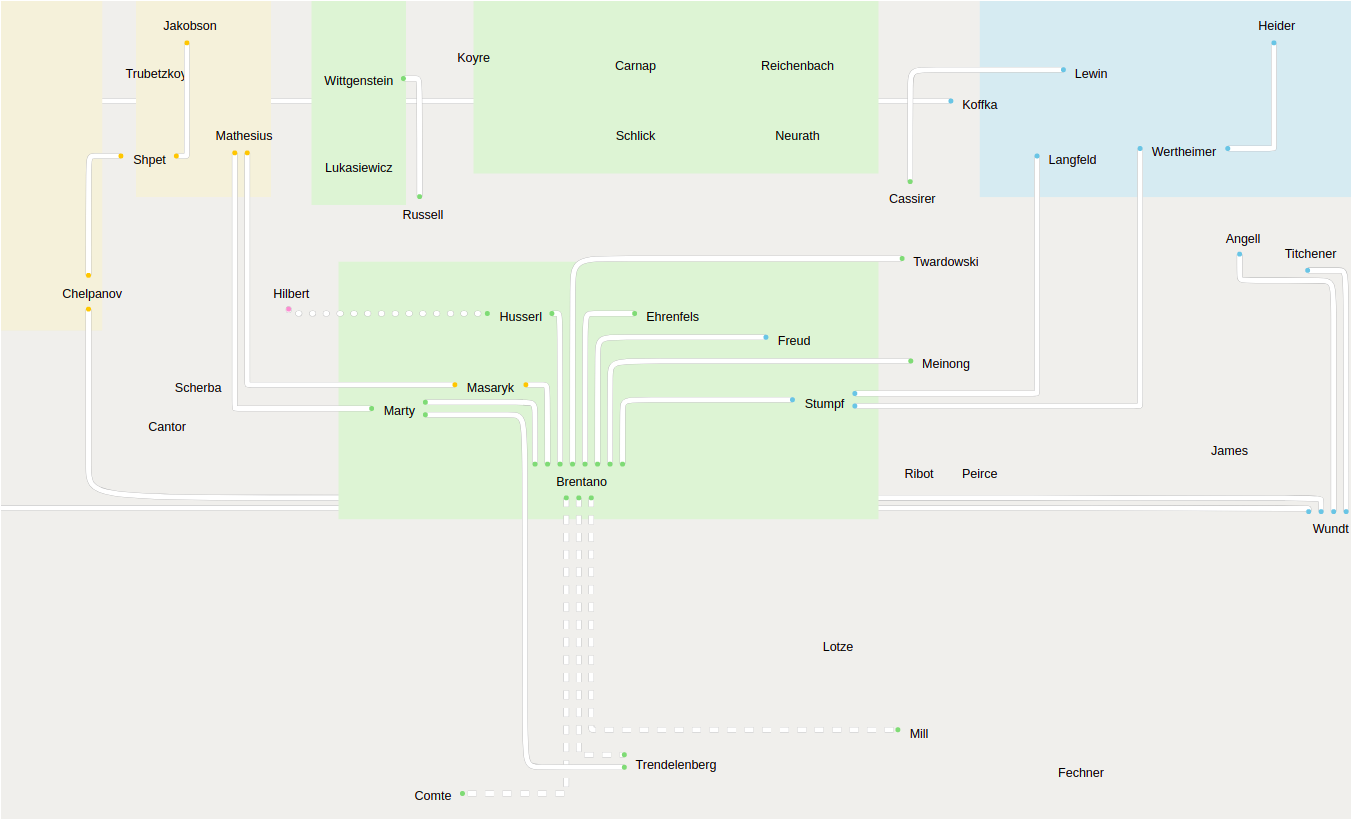 Jakobson
Heider
Koyre
Trubetzkoy
Wittgenstein
Carnap
Reichenbach
Lewin
Koffka
Mathesius
Schlick
Neurath
Shpet
Lukasiewicz
Langfeld
Wertheimer
Russell
Cassirer
Angell
Titchener
Twardowski
Chelpanov
Hilbert
Husserl
Ehrenfels
Freud
Meinong
Scherba
Masaryk
Marty
Stumpf
Cantor
James
Ribot
Peirce
Brentano
Wundt
Lotze
Mill
Trendelenberg
Fechner
Comte